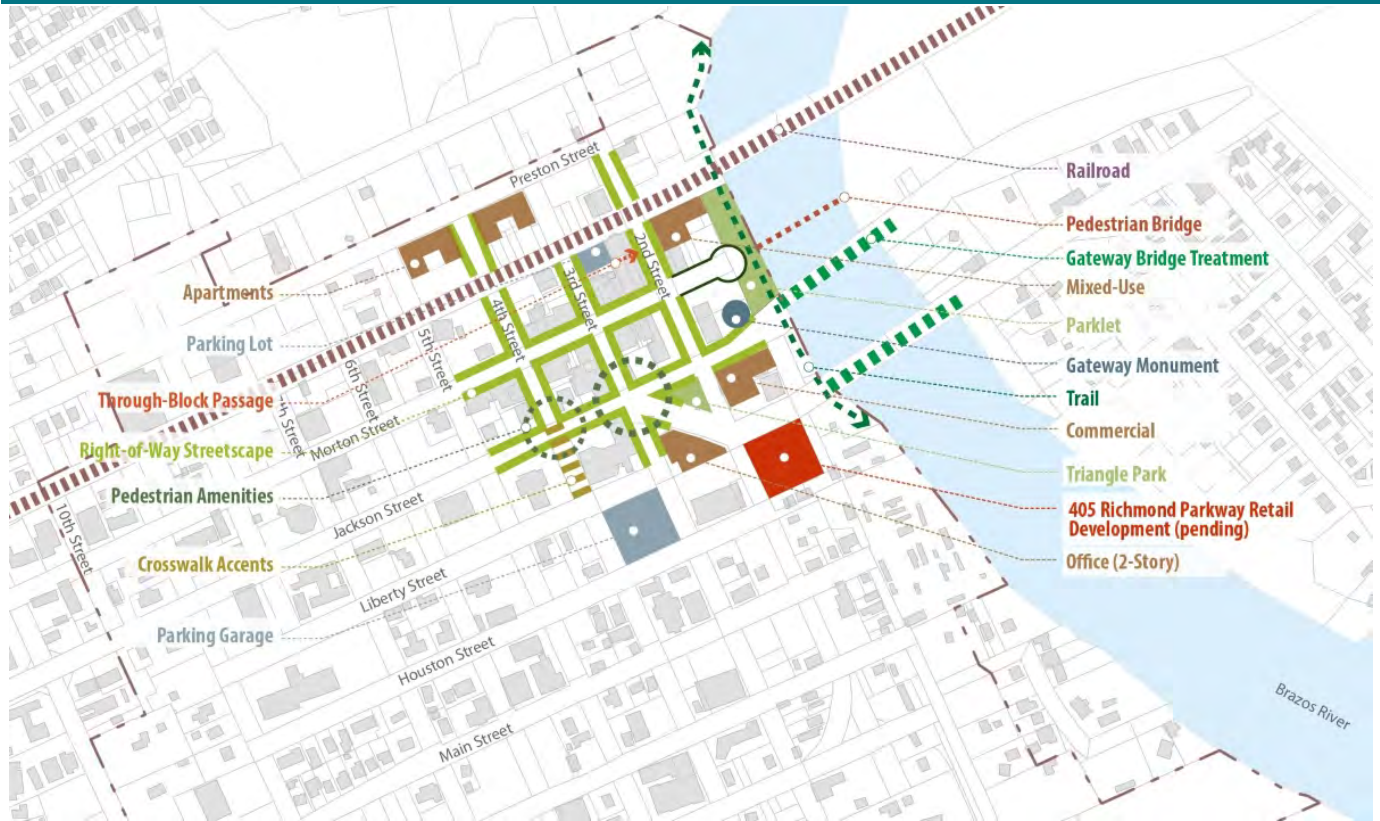 Preston Street
2nd Street
3rd Street
4th Street
5th Street
6th Street
Street
10th Street
Morton Street
Jackson Street
Liberty Street
Houston Street
Main Street
Brazos River
Apartments
Parking Lot
Through-Block Passage
Right-of-Way Streetscape
Pedestrian Amenities
Crosswalk Accents
Parking Garage
Railroad
Pedestrian Bridge
Gateway Bridge Treatment
Mixed-Use
Parklet
Gateway Monument
Trail
Commercial
Triangle Park
405 Richmond Parkway Retail
Development (pending)
Office (2-Story)